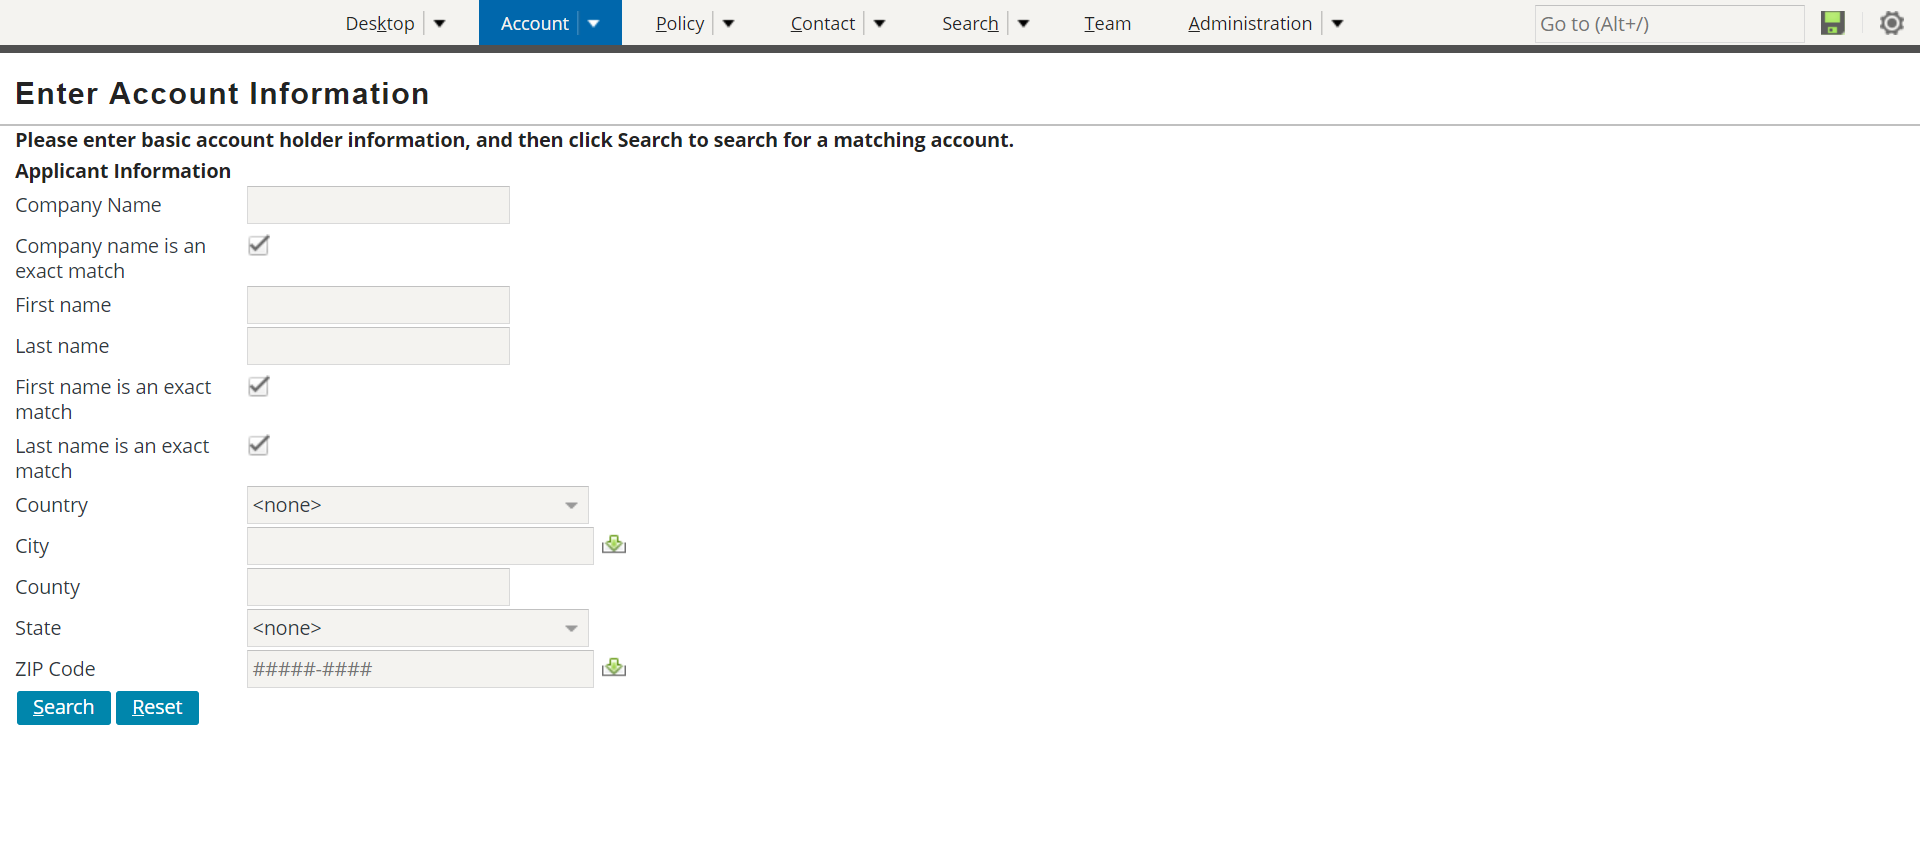 Desktop Account Policy Contact Search Team Administration Go to (Alt+/)
Enter Account Information
Please enter basic account holder information, and then click Search to search for a matching account.
Applicant Information
Company Name
Company name is an
exact match
First name
Last name
First name is an exact
match
Last name is an exact
match
Country <none>
City
County
State <none>
ZIP Code #####-####
Search Reset